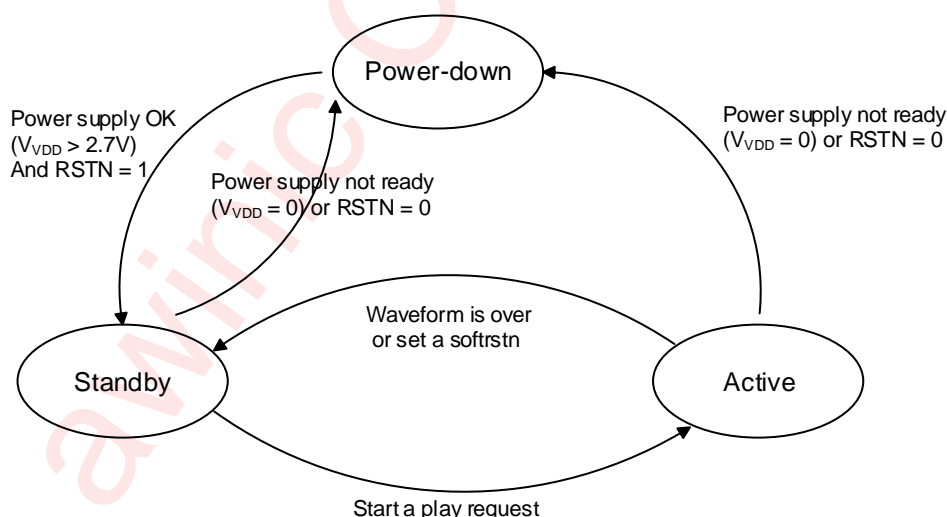 Power-down
Power supply OK
(VVDD > 2.7V)
And RSTN = 1
Power supply not ready
(VVDD = 0) or RSTN = 0
Power supply not ready
(VVDD = 0) or RSTN = 0
Waveform is over
or set a softrstn
Standby
Active
Start a play request
awinic